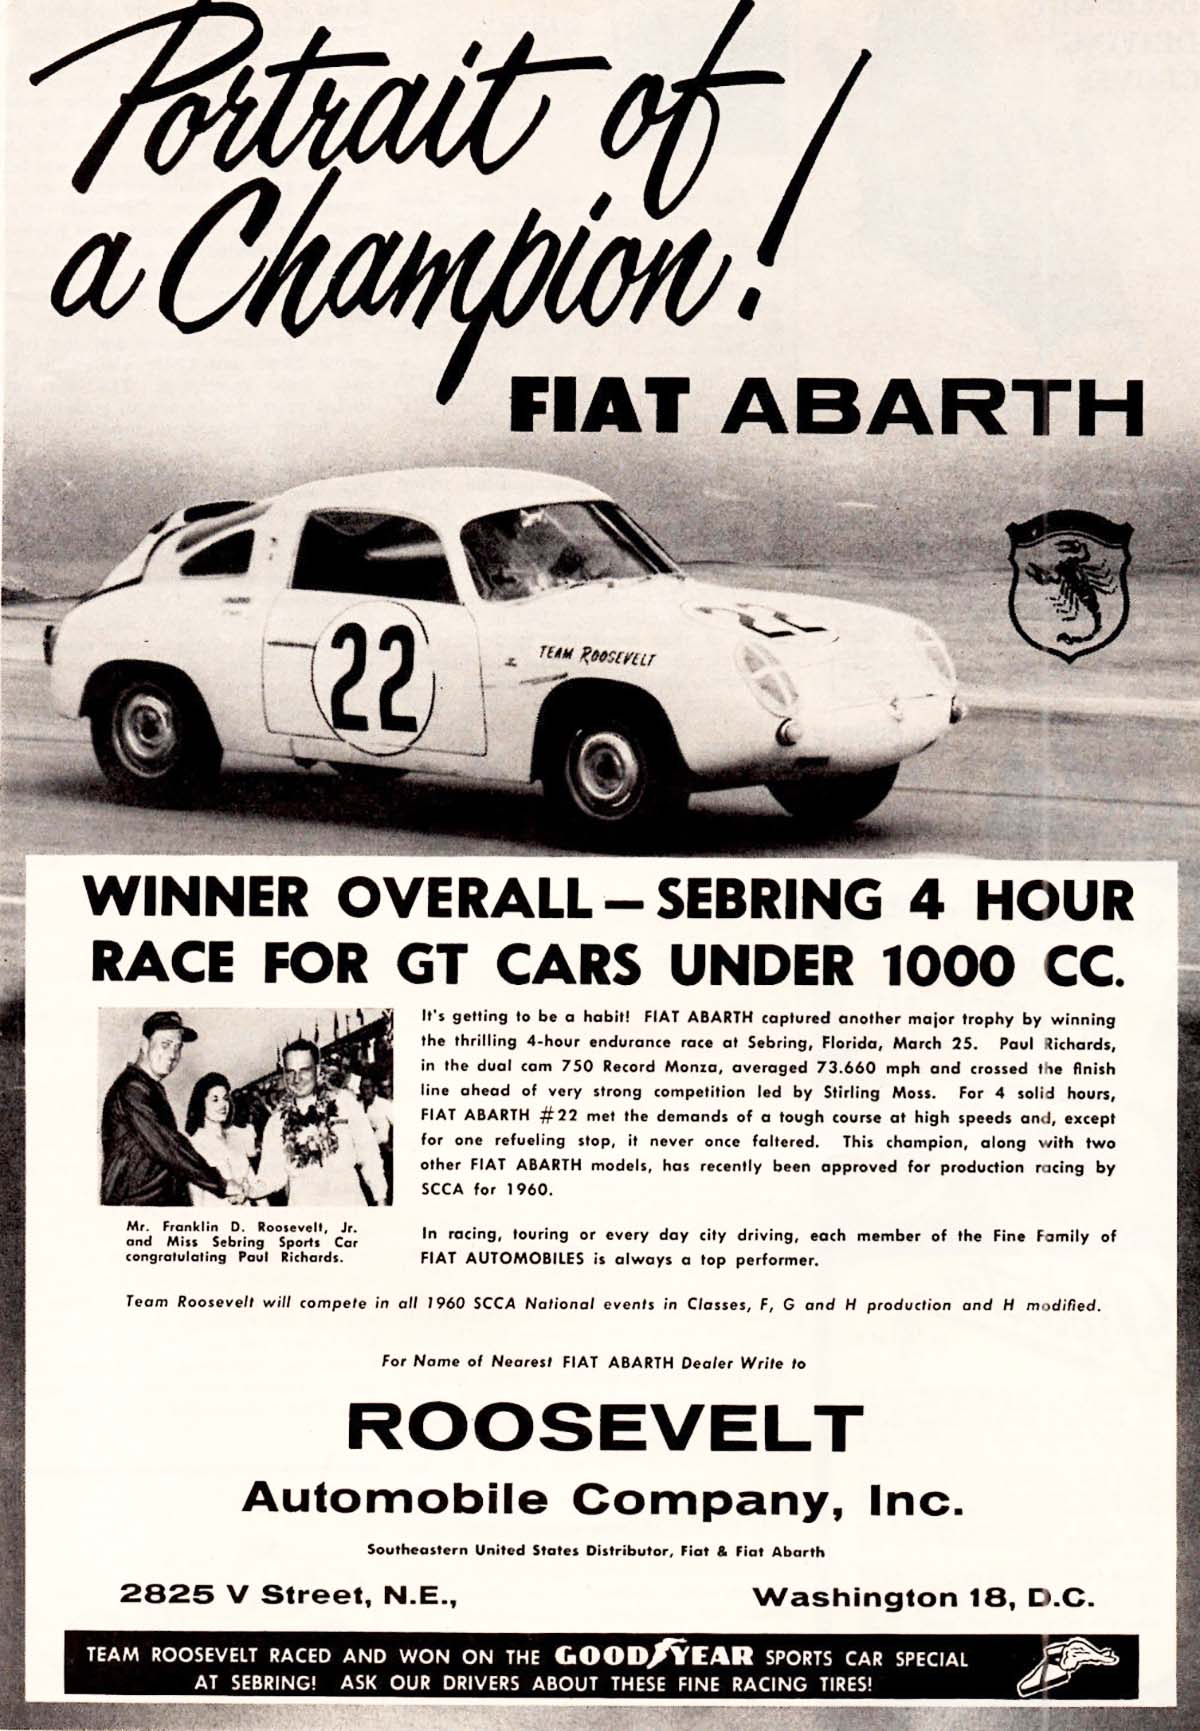 Portrait of
a Champion!
FIAT ABARTH
22
22
TEAM ROOSEVELT
WINNER OVERALL — SEBRING 4 HOUR
RACE FOR GT CARS UNDER 1000 CC.
It's getting to be a habit! FIAT ABARTH captured another major trophy by winning
the thrilling 4-hour endurance race at Sebring, Florida, March 25. Paul Richards,
in the dual cam 750 Record Monza, averaged 73.660 mph and crossed the finish
line ahead of very strong competition led by Stirling Moss. For 4 solid hours,
FIAT ABARTH #22 met the demands of a tough course at high speeds and, except
for one refueling stop, it never once faltered. This champion, along with two
other FIAT ABARTH models, has recently been approved for production racing by
SCCA for 1960.
Mr. Franklin D. Roosevelt, Jr.
and Miss Sebring Sports Car
congratulating Paul Richards.
In racing, touring or every day city driving, each member of the Fine Family of
FIAT AUTOMOBILES is always a top performer.
Team Roosevelt will compete in all 1960 SCCA National events in Classes, F, G and H production and H modified.
For Name of Nearest FIAT ABARTH Dealer Write to
ROOSEVELT
Automobile Company, Inc.
Southeastern United States Distributor, Fiat & Fiat Abarth
2825 V Street, N.E., Washington 18, D.C.
TEAM ROOSEVELT RACED AND WON ON THE GOODYEAR SPORTS CAR SPECIAL
AT SEBRING! ASK OUR DRIVERS ABOUT THESE FINE RACING TIRES!